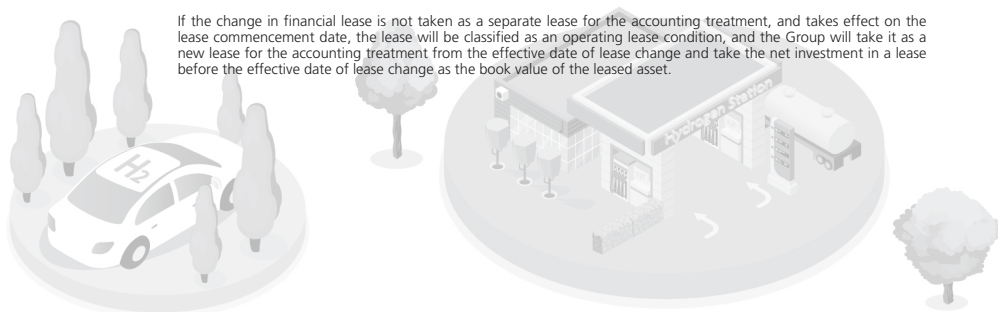 If the change in financial lease is not taken as a separate lease for the accounting treatment, and takes effect on the
lease commencement date, the lease will be classified as an operating lease condition, and the Group will take it as a
new lease for the accounting treatment from the effective date of lease change and take the net investment in a lease
before the effective date of lease change as the book value of the leased asset.
Hydrogen Station
H2